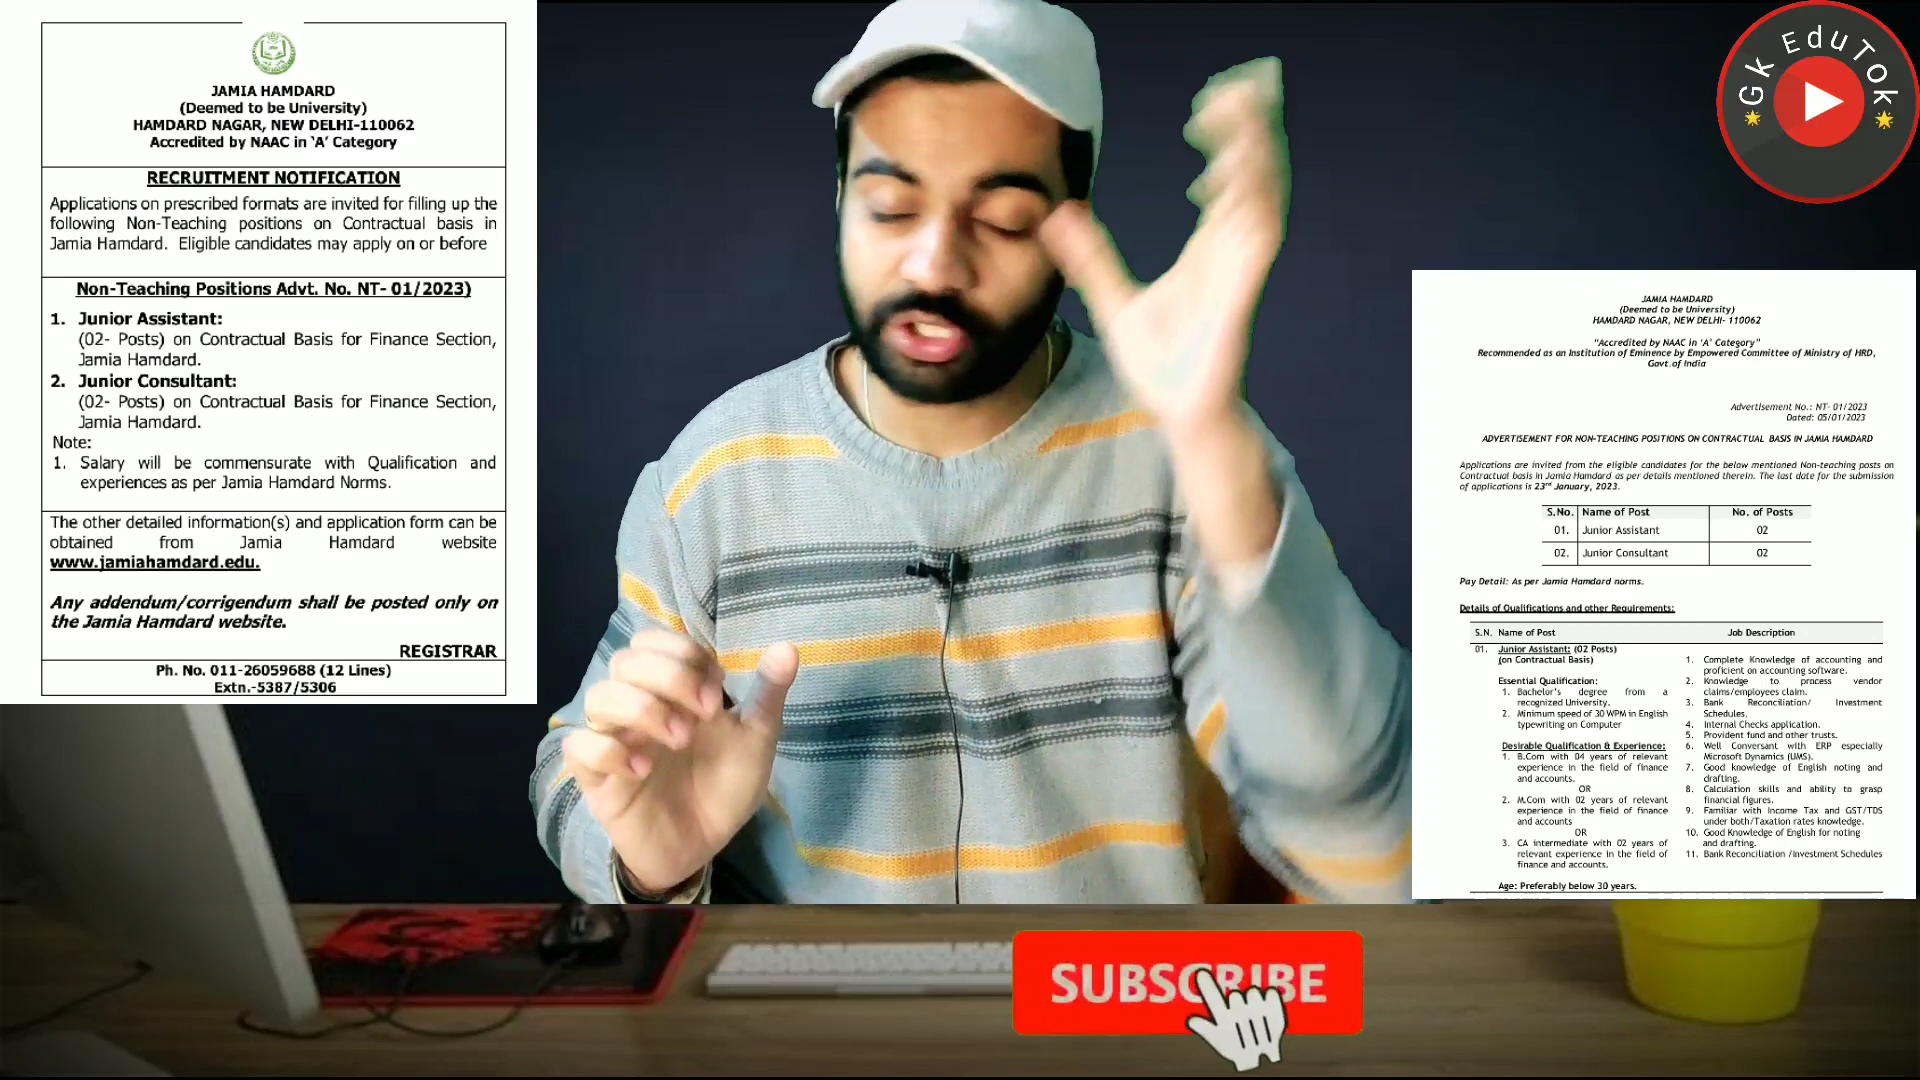 JAMIA HAMDARD
(Deemed to be University)
HAMDARD NAGAR, NEW DELHI-110062
Accredited by NAAC in 'A' Category
RECRUITMENT NOTIFICATION
Applications on prescribed formats are invited for filling up the
following Non-Teaching positions on Contractual basis in
Jamia Hamdard. Eligible candidates may apply on or before
Non-Teaching Positions Advt. No. NT- 01/2023)
1. Junior Assistant:
(02- Posts) on Contractual Basis for Finance Section,
Jamia Hamdard.
2. Junior Consultant:
(02- Posts) on Contractual Basis for Finance Section,
Jamia Hamdard.
Note:
1. Salary will be commensurate with Qualification and
experiences as per Jamia Hamdard Norms.
The other detailed information(s) and application form can be
obtained from Jamia Hamdard website
www.jamiahamdard.edu.
Any addendum/corrigendum shall be posted only on
the Jamia Hamdard website.
REGISTRAR
Ph. No. 011-26059688 (12 Lines)
Extn.-5387/5306
Gk EduTok
JAMIA HAMDARD
(Deemed to be University)
HAMDARD NAGAR, NEW DELHI- 110062
"Accredited by NAAC in 'A' Category"
Recommended as an Institution of Eminence by Empowered Committee of Ministry of HRD,
Govt.of India
Advertisement No.: NT- 01/2023
Dated: 05/01/2023
ADVERTISEMENT FOR NON-TEACHING POSITIONS ON CONTRACTUAL BASIS IN JAMIA HAMDARD
Applications are invited from the eligible candidates for the below mentioned Non-teaching posts on
Contractual basis in Jamia Hamdard as per details mentioned therein. The last date for the submission
of applications is 23rd January, 2023.
S.No. Name of Post No. of Posts
01. Junior Assistant 02
02. Junior Consultant 02
Pay Detail: As per Jamia Hamdard norms.
Details of Qualifications and other Requirements:
S.N. Name of Post Job Description
01. Junior Assistant: (02 Posts)
(on Contractual Basis)
Essential Qualification:
1. Bachelor's degree from a
recognized University.
2. Minimum speed of 30 WPM in English
typewriting on Computer
Desirable Qualification & Experience:
1. B.Com with 04 years of relevant
experience in the field of finance
and accounts.
OR
2. M.Com with 02 years of relevant
experience in the field of finance
and accounts
OR
3. CA intermediate with 02 years of
relevant experience in the field of
finance and accounts.
Age: Preferably below 30 years.
1. Complete Knowledge of accounting and
proficient on accounting software.
2. Knowledge to process vendor
claims/employees claim.
3. Bank Reconciliation/ Investment
Schedules.
4. Internal Checks application.
5. Provident fund and other trusts.
6. Well Conversant with ERP especially
Microsoft Dynamics (UMS).
7. Good knowledge of English noting and
drafting.
8. Calculation skills and ability to grasp
financial figures.
9. Familiar with Income Tax and GST/TDS
under both/Taxation rates knowledge.
10. Good Knowledge of English for noting
and drafting.
11. Bank Reconciliation /Investment Schedules
SUBSCRIBE